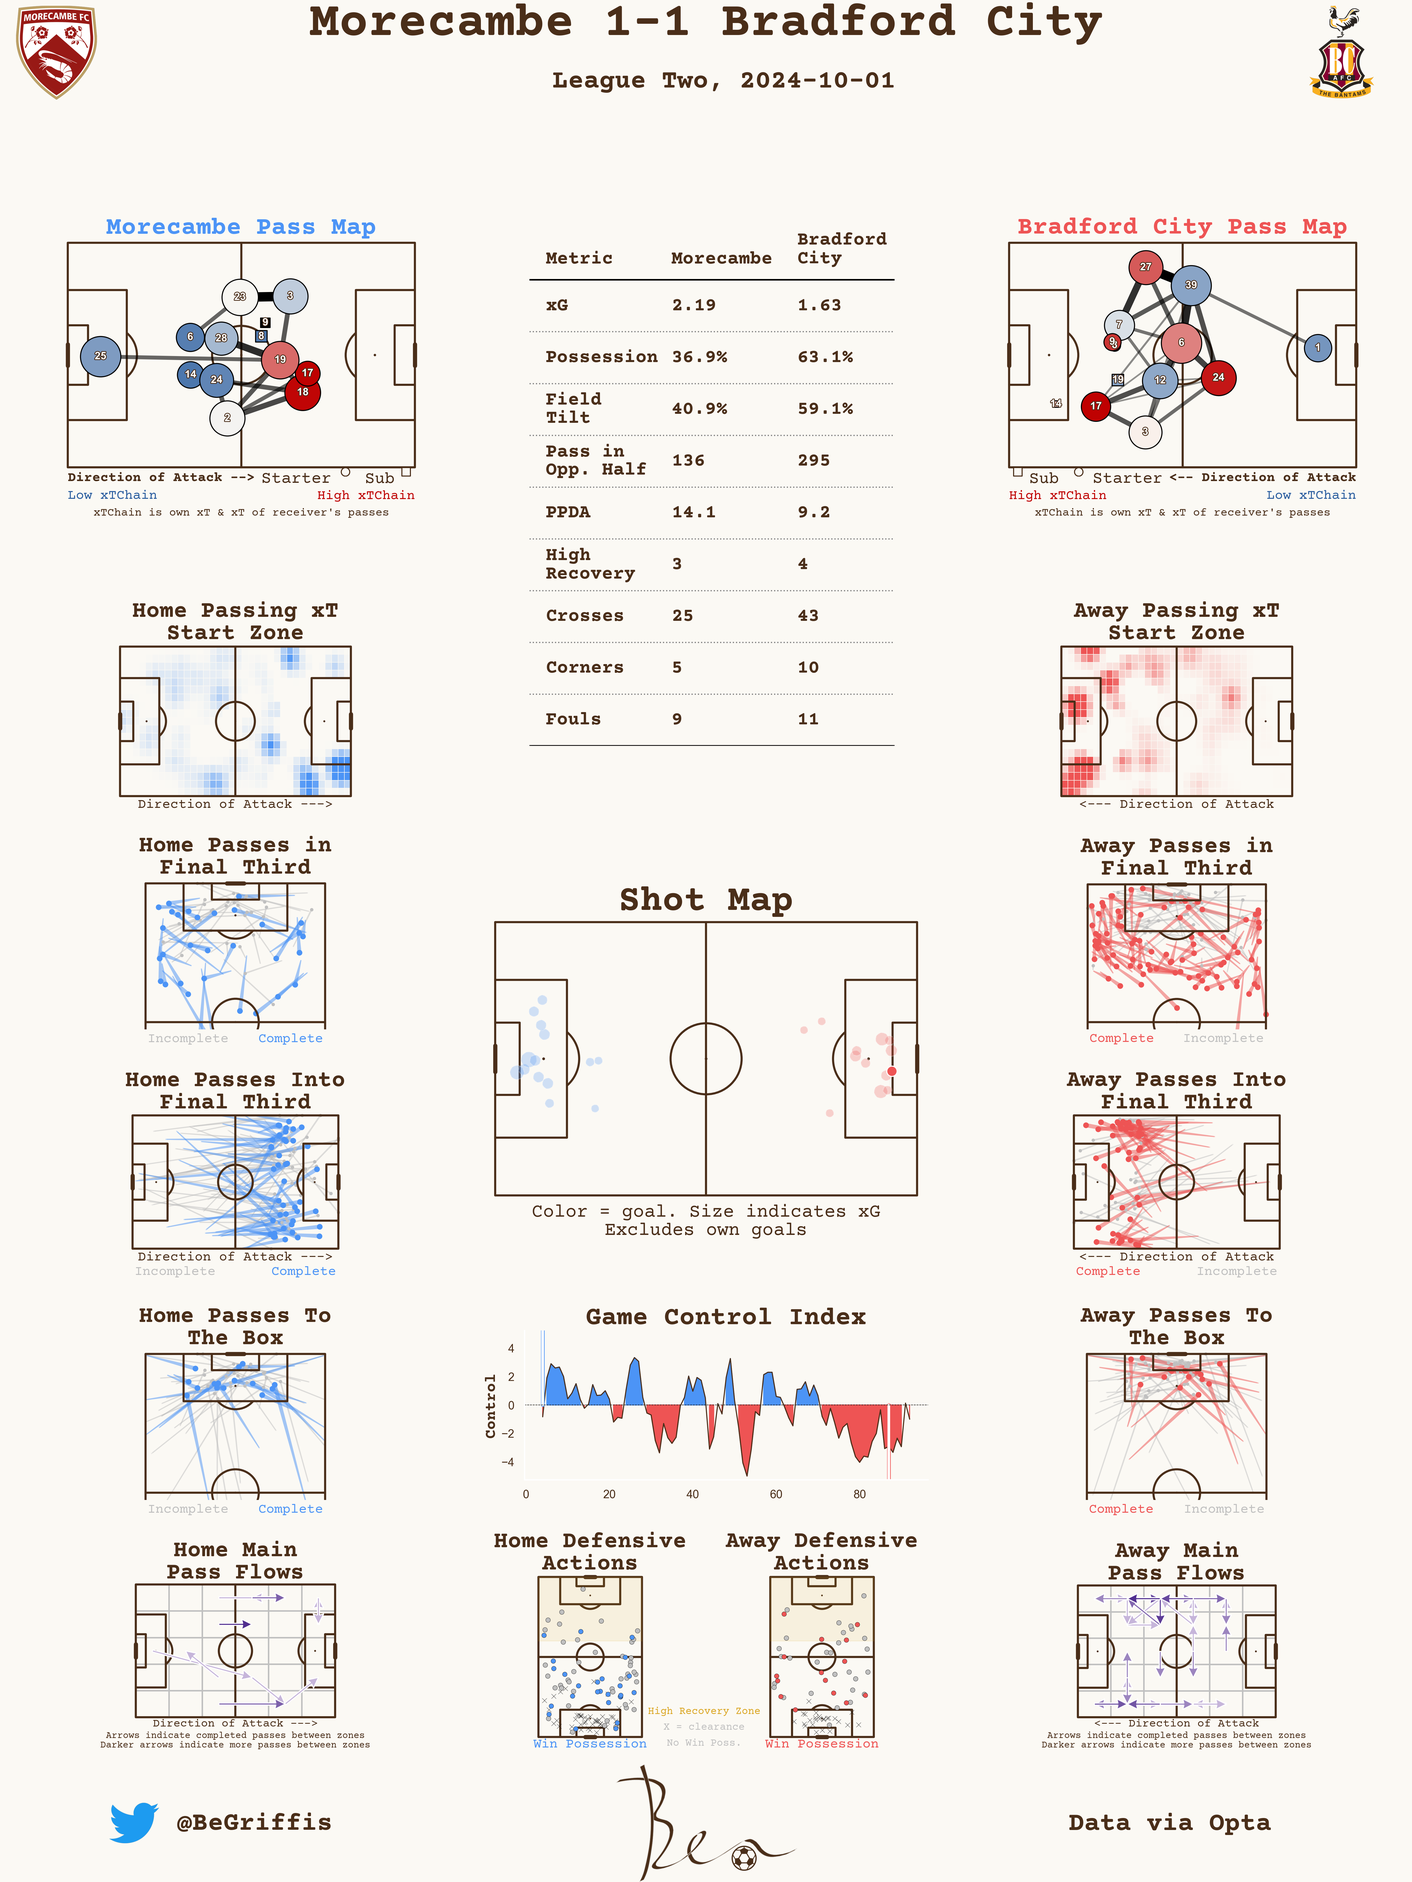 Morecambe 1-1 Bradford City
League Two, 2024-10-01
MORECAMBE FC
BC
AFC
THE BANTAMS
Morecambe Pass Map
23
3
9
8
6
28
25
19
14
24
17
18
2
Direction of Attack -->
Starter
Sub
Low xTChain
High xTChain
xTChain is own xT & xT of receiver's passes
Metric Morecambe Bradford City
xG 2.19 1.63
Possession 36.9% 63.1%
Field Tilt 40.9% 59.1%
Pass in Opp. Half 136 295
PPDA 14.1 9.2
High Recovery 3 4
Crosses 25 43
Corners 5 10
Fouls 9 11
Bradford City Pass Map
27
39
7
9
6
1
19
12
24
14
17
3
Sub
Starter
<-- Direction of Attack
High xTChain
Low xTChain
xTChain is own xT & xT of receiver's passes
Home Passing xT
Start Zone
Direction of Attack --->
Away Passing xT
Start Zone
<--- Direction of Attack
Home Passes in
Final Third
Incomplete
Complete
Away Passes in
Final Third
Complete
Incomplete
Shot Map
Color = goal. Size indicates xG
Excludes own goals
Home Passes Into
Final Third
Direction of Attack --->
Incomplete
Complete
Away Passes Into
Final Third
<--- Direction of Attack
Complete
Incomplete
Home Passes To
The Box
Incomplete
Complete
Game Control Index
Control
4
2
0
−2
−4
0 20 40 60 80
Away Passes To
The Box
Complete
Incomplete
Home Main
Pass Flows
Direction of Attack --->
Arrows indicate completed passes between zones
Darker arrows indicate more passes between zones
Home Defensive
Actions
Win Possession
Away Defensive
Actions
Win Possession
High Recovery Zone
X = clearance
No Win Poss.
Away Main
Pass Flows
<--- Direction of Attack
Arrows indicate completed passes between zones
Darker arrows indicate more passes between zones
@BeGriffis
Ben
Data via Opta